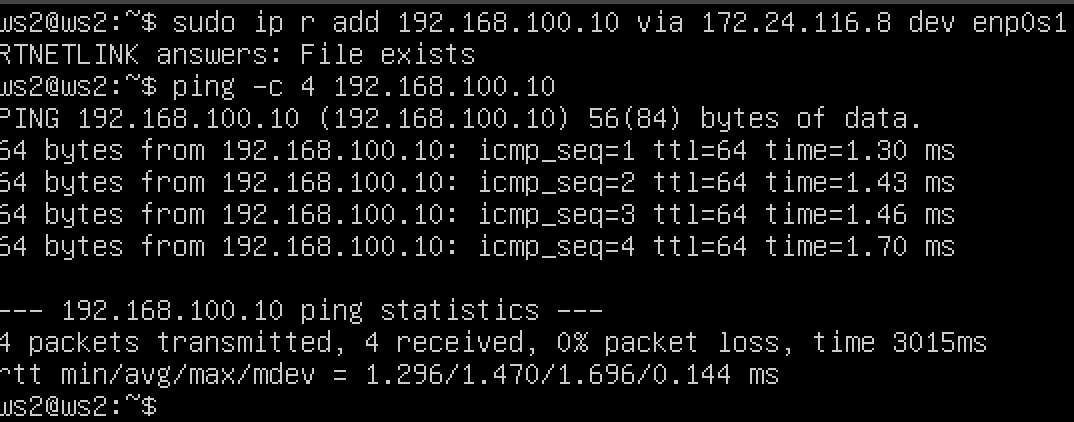 ws2@ws2:~$ sudo ip r add 192.168.100.10 via 172.24.116.8 dev enp0s1
RTNETLINK answers: File exists
ws2@ws2:~$ ping -c 4 192.168.100.10
PING 192.168.100.10 (192.168.100.10) 56(84) bytes of data.
64 bytes from 192.168.100.10: icmp_seq=1 ttl=64 time=1.30 ms
64 bytes from 192.168.100.10: icmp_seq=2 ttl=64 time=1.43 ms
64 bytes from 192.168.100.10: icmp_seq=3 ttl=64 time=1.46 ms
64 bytes from 192.168.100.10: icmp_seq=4 ttl=64 time=1.70 ms
--- 192.168.100.10 ping statistics ---
4 packets transmitted, 4 received, 0% packet loss, time 3015ms
rtt min/avg/max/mdev = 1.296/1.470/1.696/0.144 ms
ws2@ws2:~$